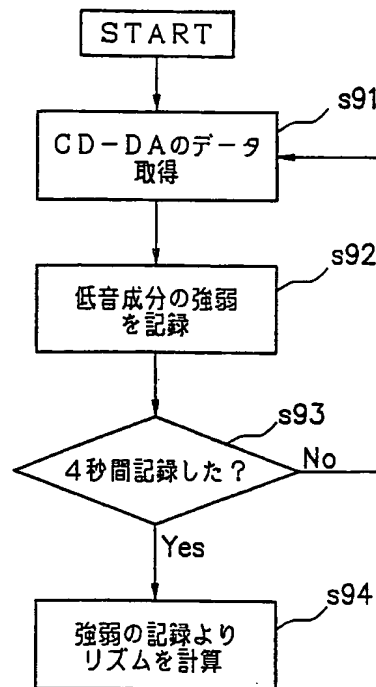 START
s91
CD-DAのデータ
取得
s92
低音成分の強弱
を記録
s93
4秒間記録した?
No
Yes
s94
強弱の記録より
リズムを計算